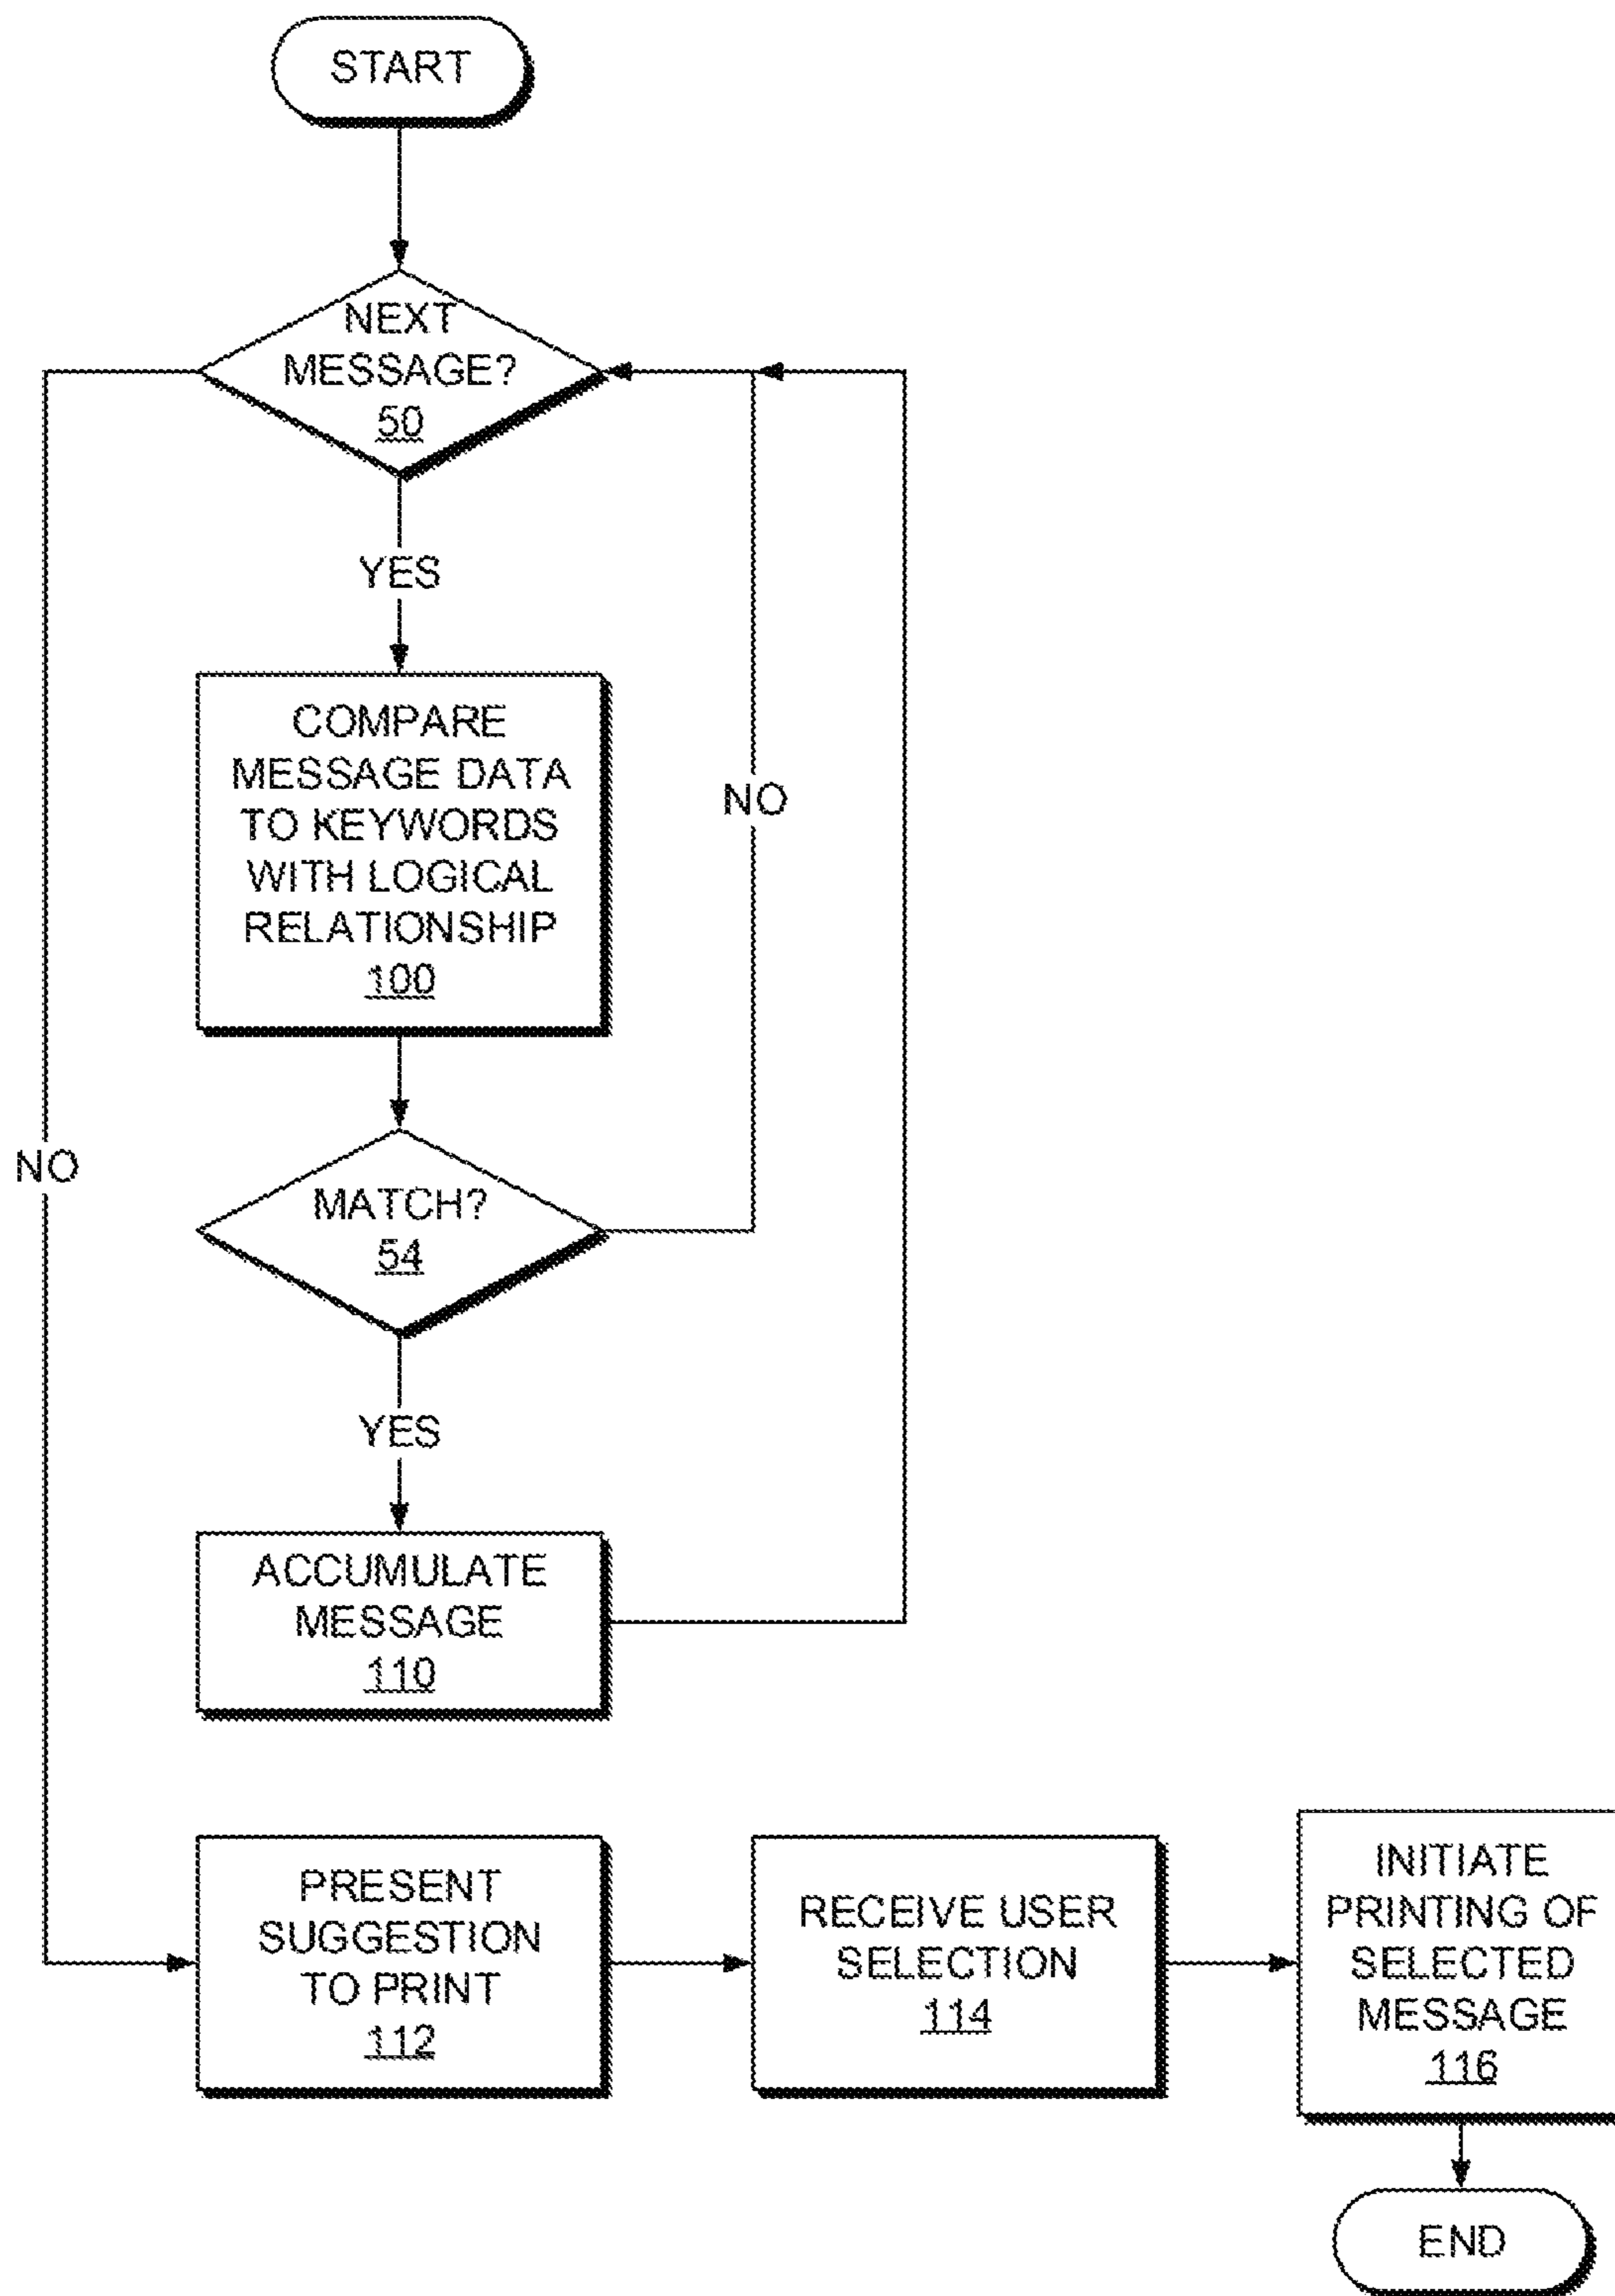 START
NEXT
MESSAGE?
50
YES
COMPARE
MESSAGE DATA
TO KEYWORDS
WITH LOGICAL
RELATIONSHIP
100
NO
NO
MATCH?
54
YES
ACCUMULATE
MESSAGE
110
PRESENT
SUGGESTION
TO PRINT
112
RECEIVE USER
SELECTION
114
INITIATE
PRINTING OF
SELECTED
MESSAGE
116
END